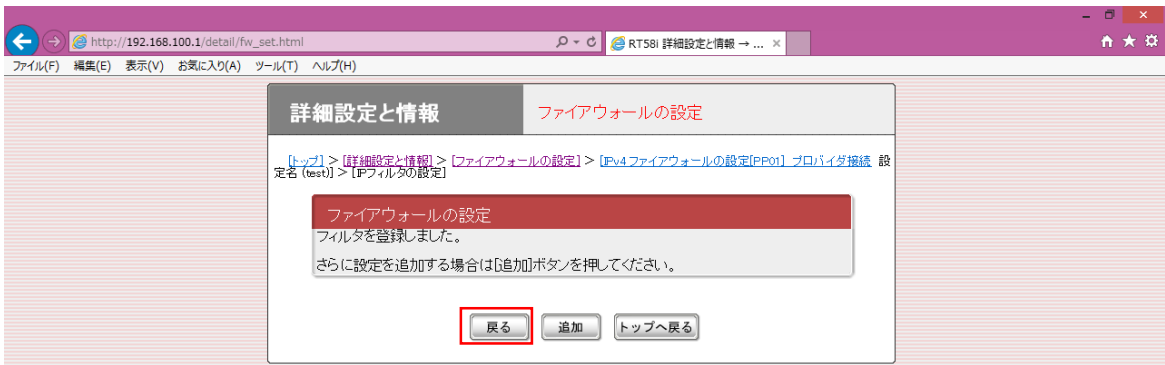 http://192.168.100.1/detail/fw_set.html
RT58i 詳細設定と情報 → ...
ファイル(F) 編集(E) 表示(V) お気に入り(A) ツール(T) ヘルプ(H)
詳細設定と情報
ファイアウォールの設定
[トップ] > [詳細設定と情報] > [ファイアウォールの設定] > [IPv4 ファイアウォールの設定[PP01] プロバイダ接続 設
定名 (test)] > [IPフィルタの設定]
ファイアウォールの設定
フィルタを登録しました。
さらに設定を追加する場合は[追加]ボタンを押してください。
戻る 追加 トップへ戻る